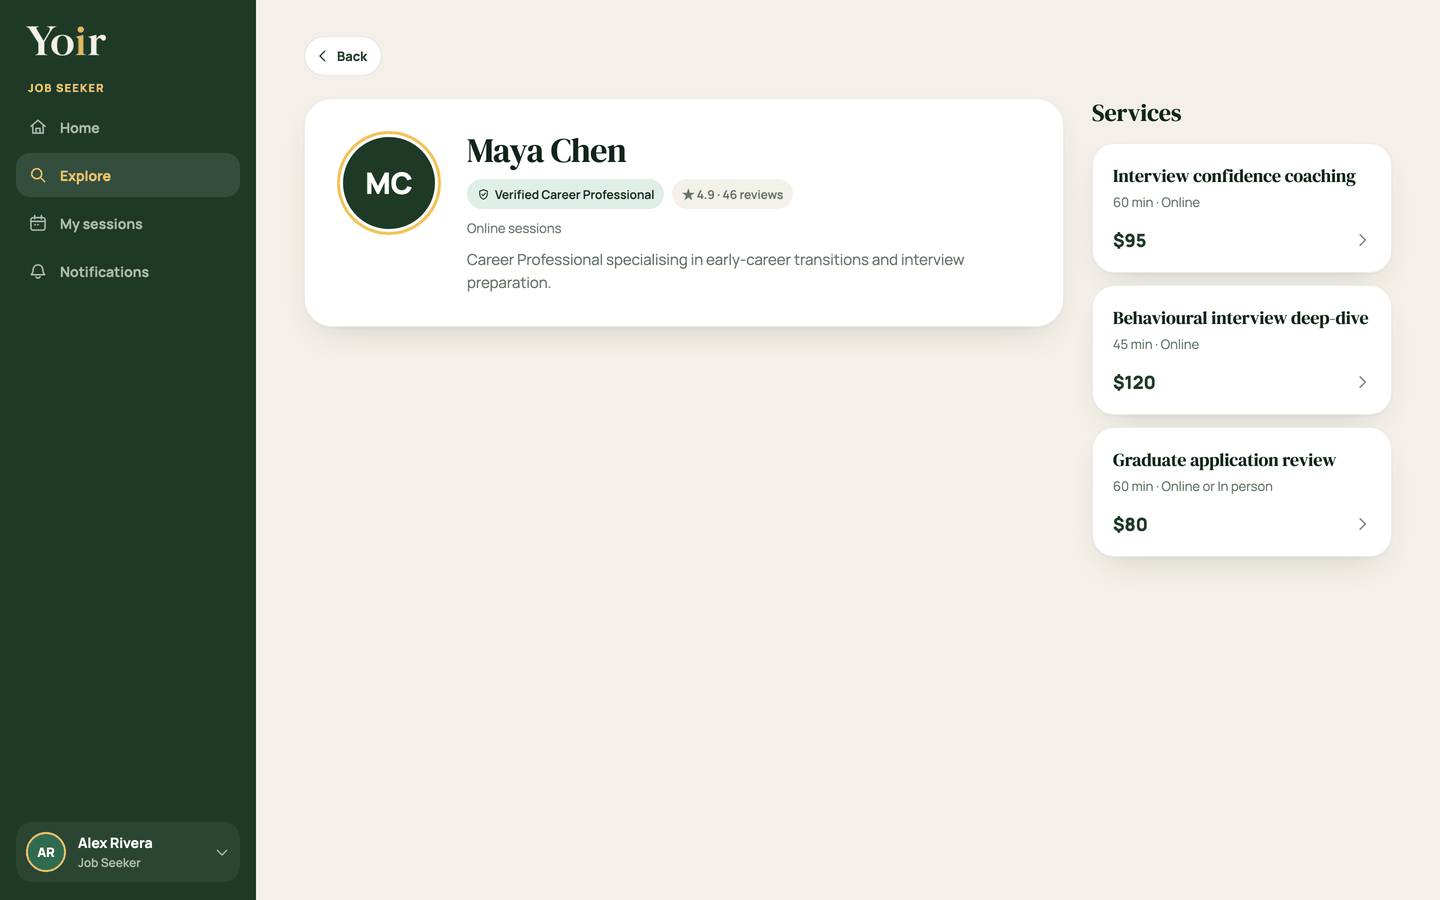 Yoir
JOB SEEKER
Home
Explore
My sessions
Notifications
AR
Alex Rivera
Job Seeker
Back
MC
Maya Chen
Verified Career Professional
★ 4.9 · 46 reviews
Online sessions
Career Professional specialising in early-career transitions and interview
preparation.
Services
Interview confidence coaching
60 min · Online
$95
Behavioural interview deep-dive
45 min · Online
$120
Graduate application review
60 min · Online or In person
$80